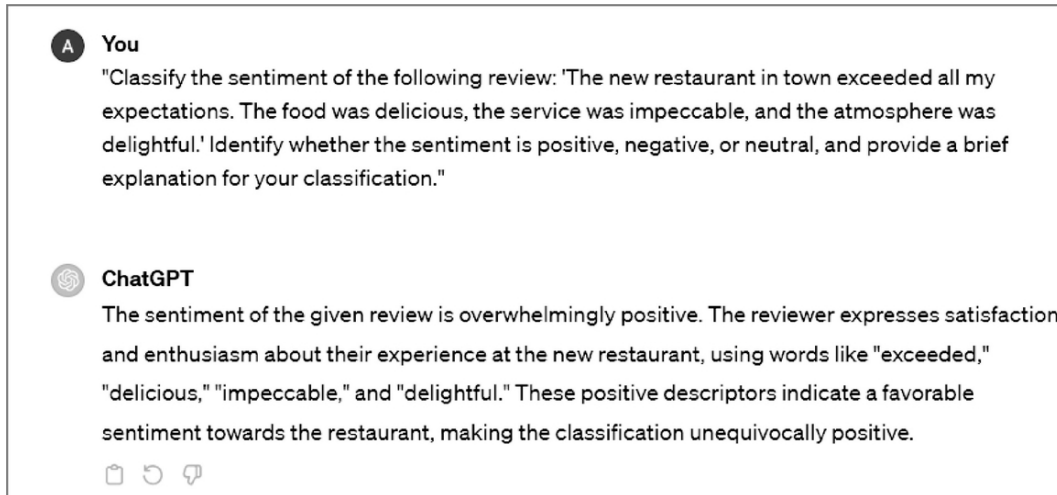 A
You
"Classify the sentiment of the following review: 'The new restaurant in town exceeded all my
expectations. The food was delicious, the service was impeccable, and the atmosphere was
delightful.' Identify whether the sentiment is positive, negative, or neutral, and provide a brief
explanation for your classification."
ChatGPT
The sentiment of the given review is overwhelmingly positive. The reviewer expresses satisfaction
and enthusiasm about their experience at the new restaurant, using words like "exceeded,"
"delicious," "impeccable," and "delightful." These positive descriptors indicate a favorable
sentiment towards the restaurant, making the classification unequivocally positive.